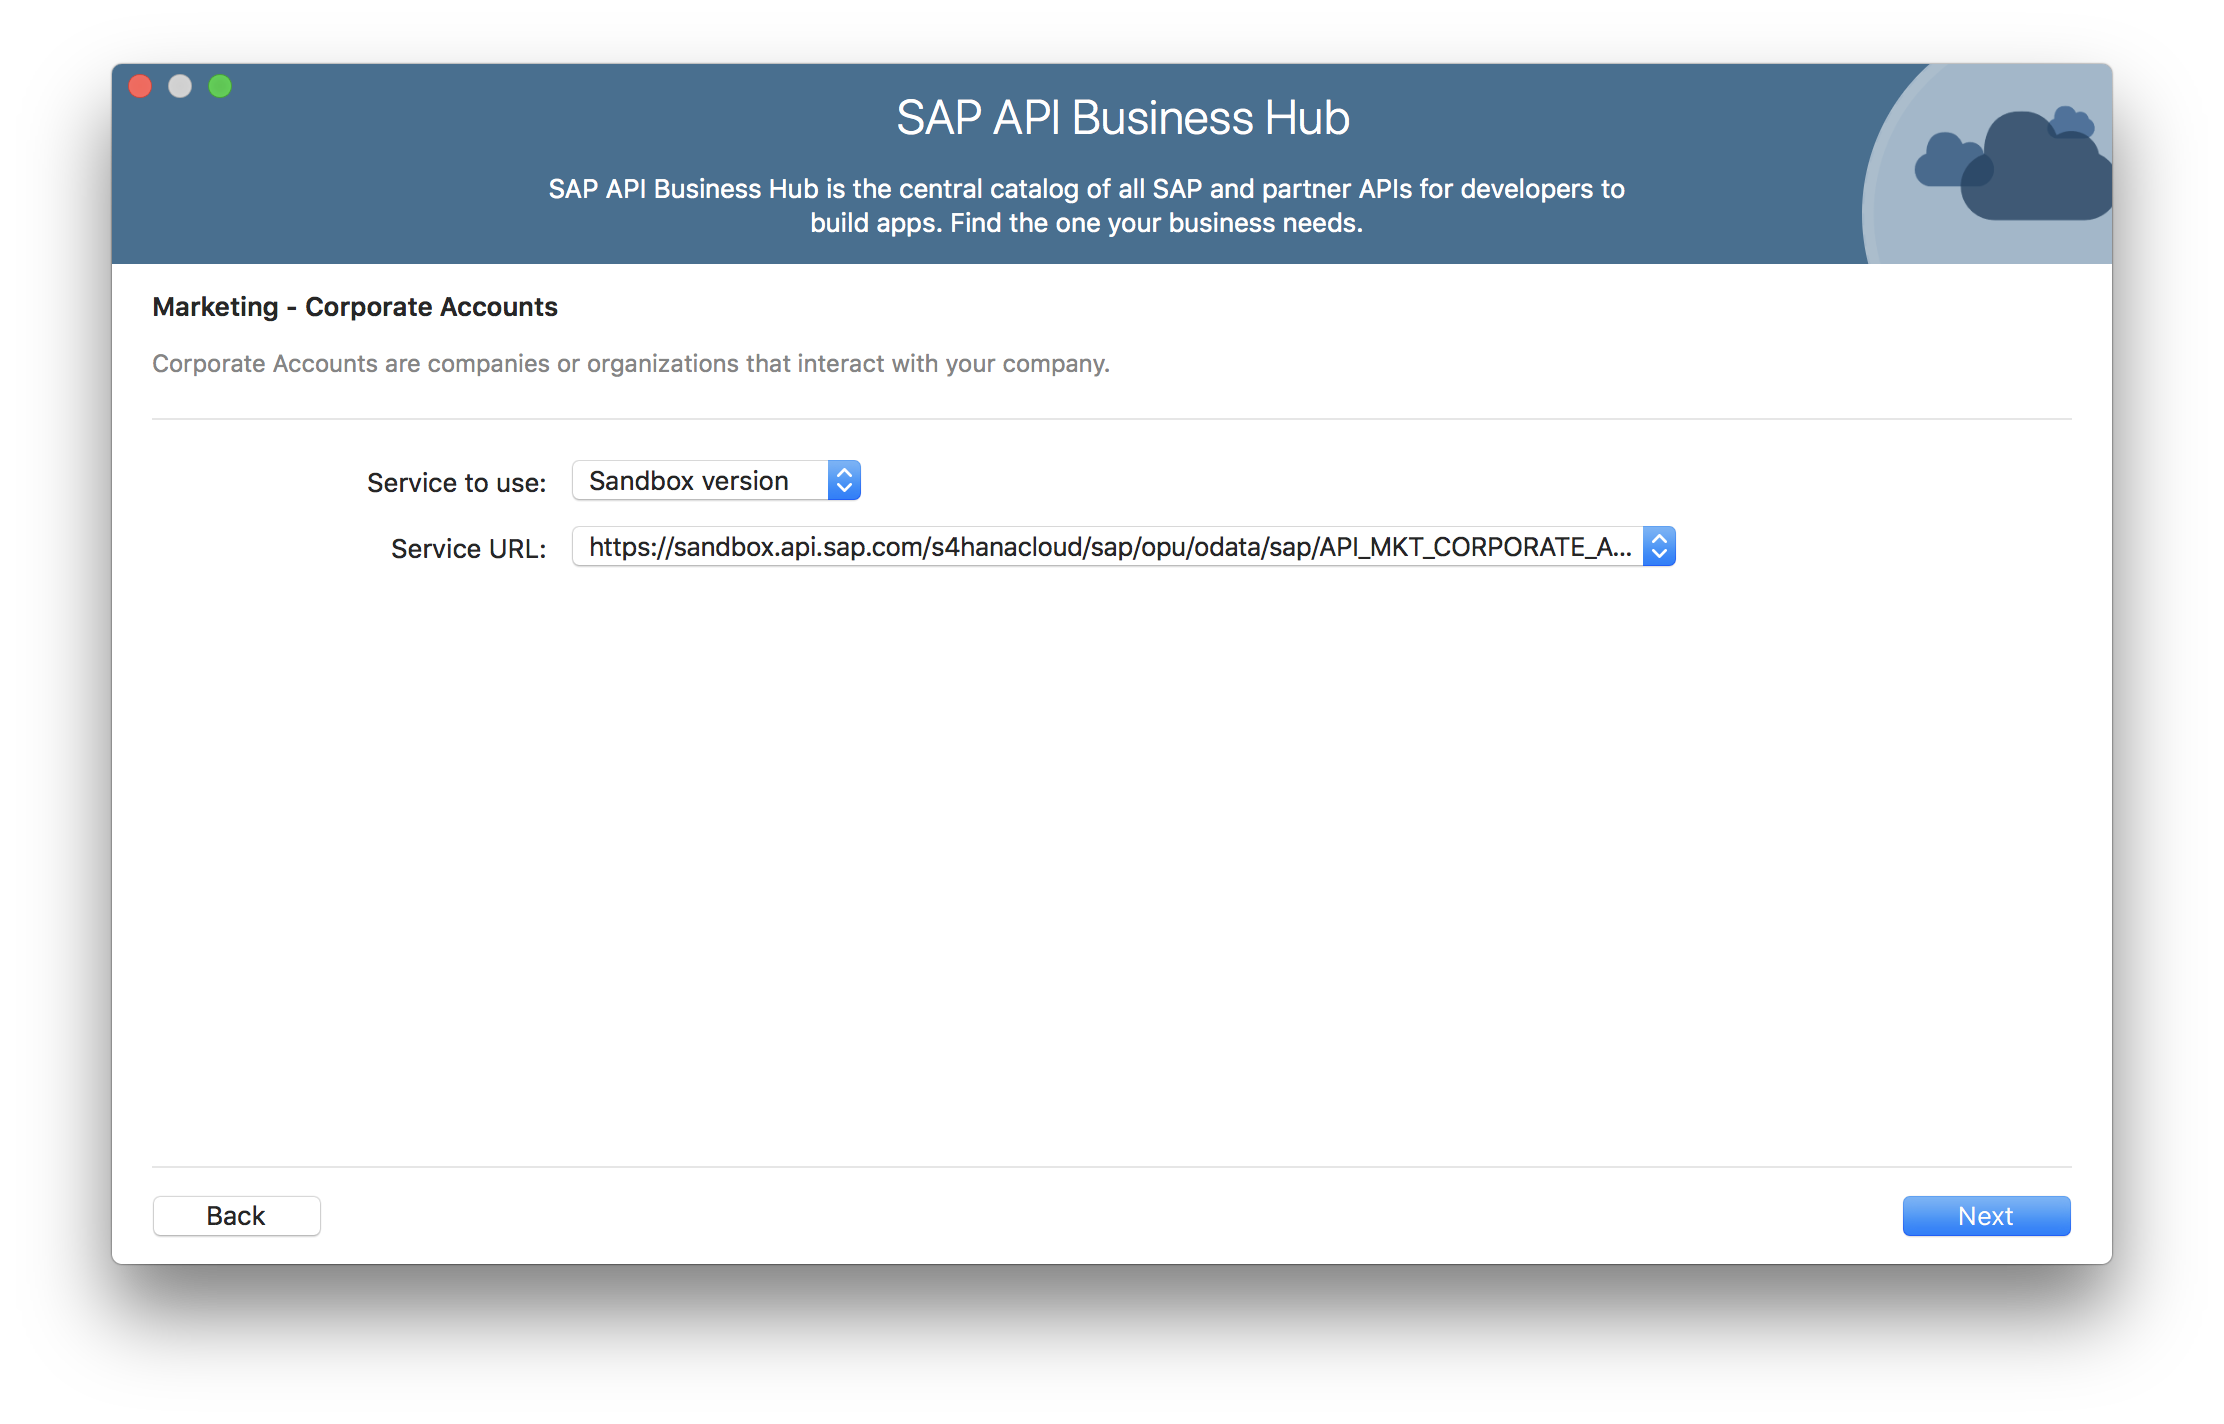 SAP API Business Hub
SAP API Business Hub is the central catalog of all SAP and partner APIs for developers to
build apps. Find the one your business needs.
Marketing - Corporate Accounts
Corporate Accounts are companies or organizations that interact with your company.
Service to use: Sandbox version
Service URL: https://sandbox.api.sap.com/s4hanacloud/sap/opu/odata/sap/API_MKT_CORPORATE_A...
Back Next